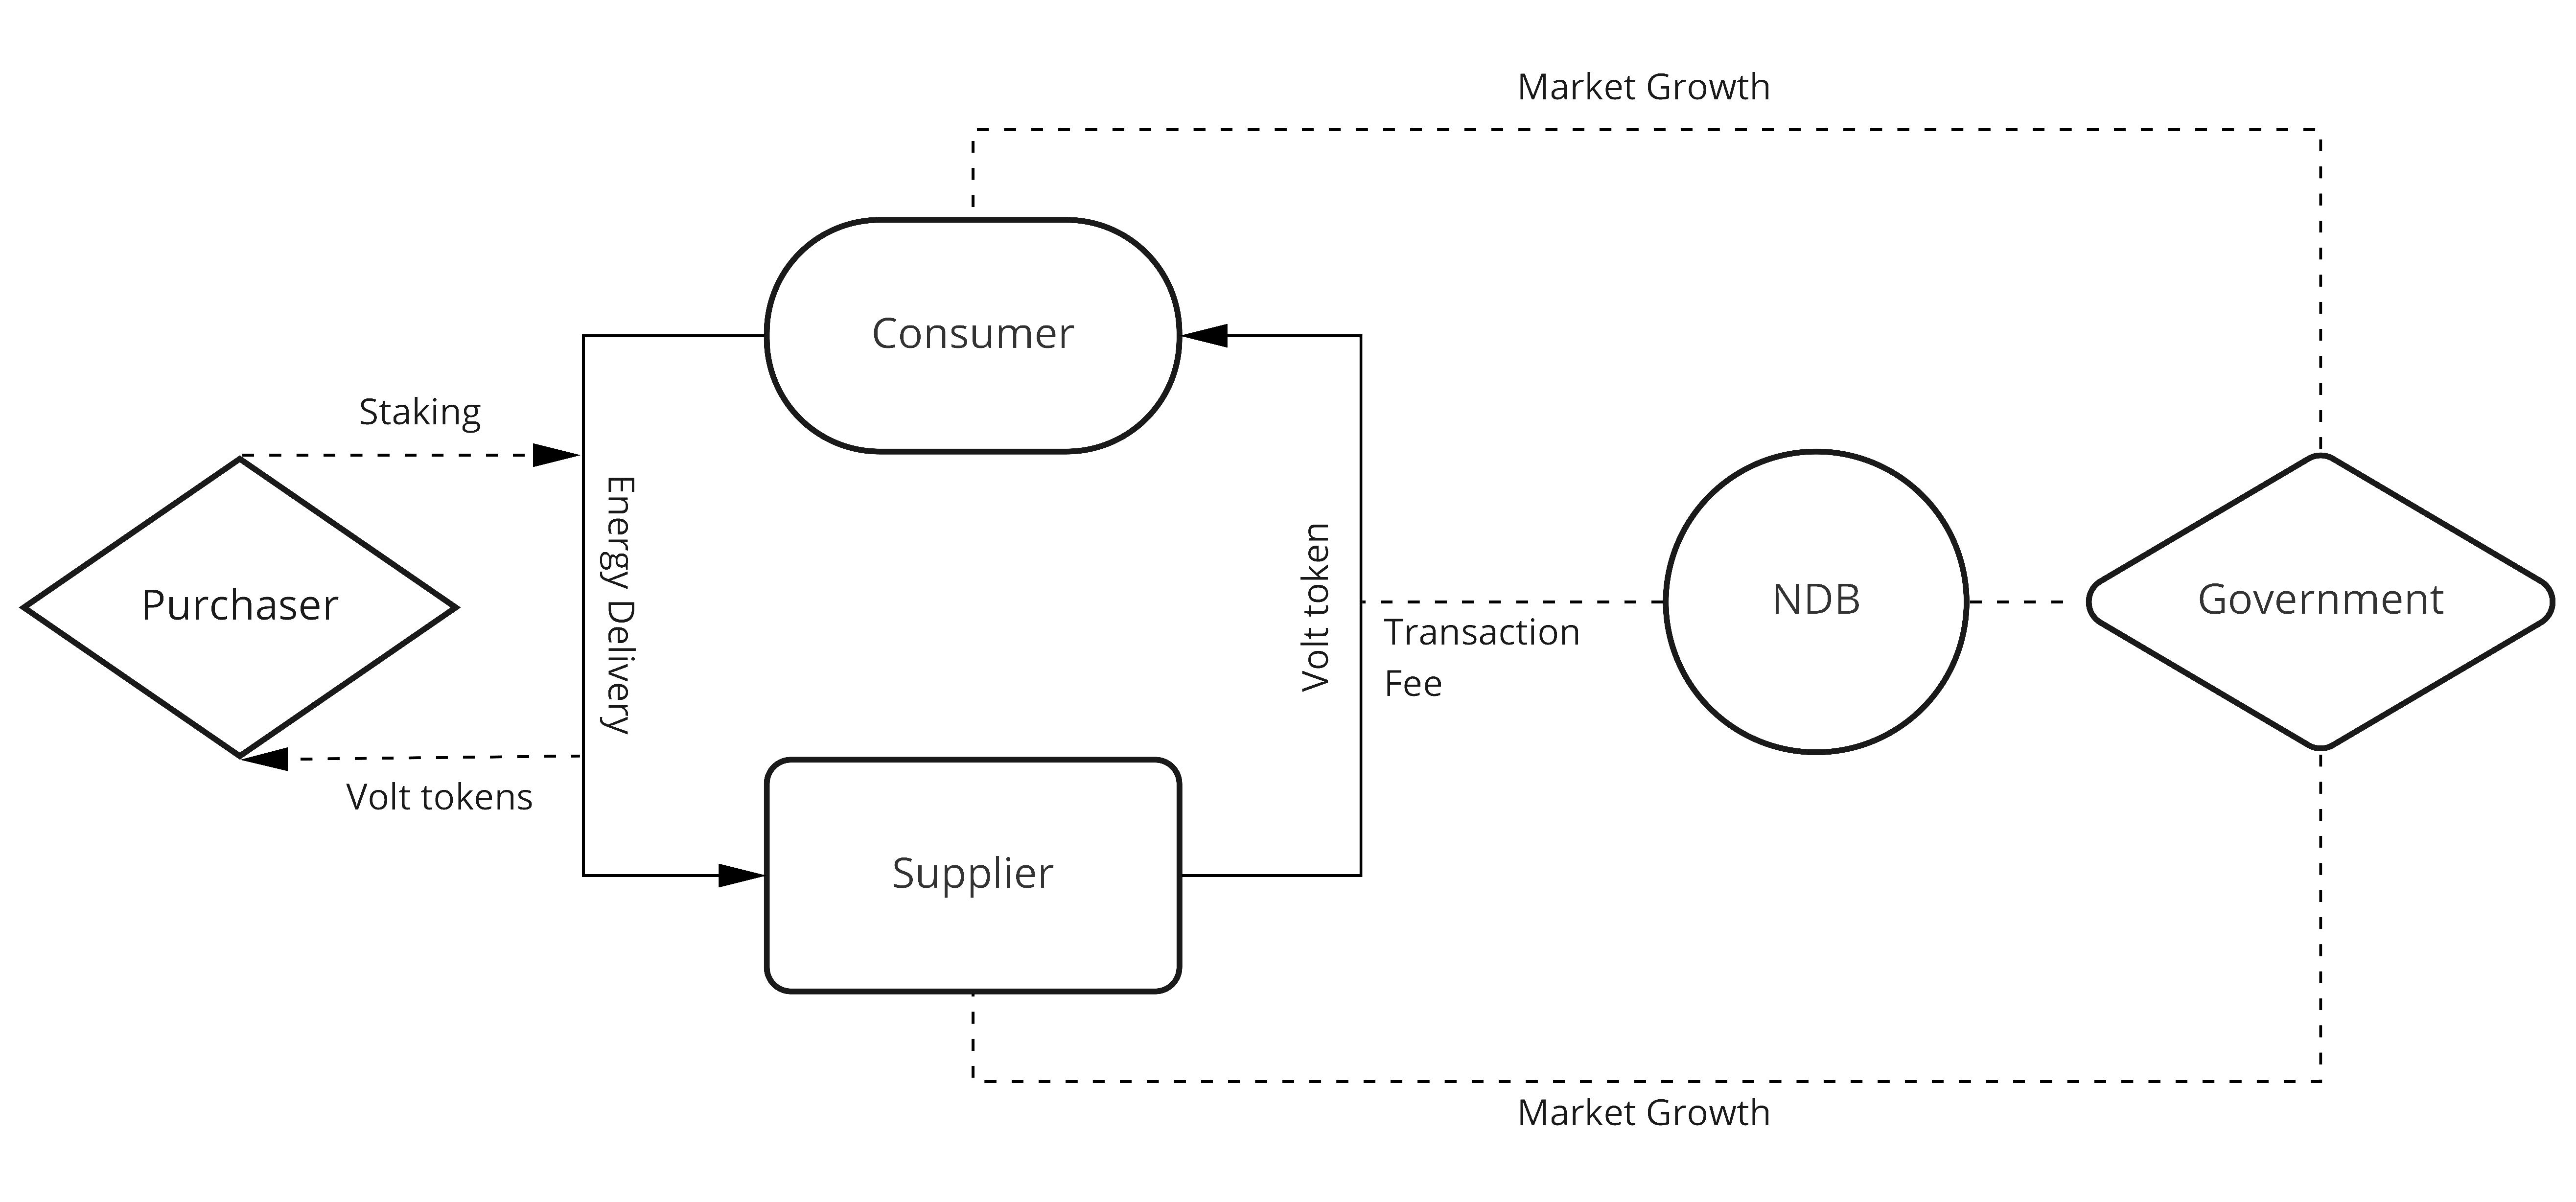 Market Growth
Consumer
Staking
Energy Delivery
Purchaser
Volt token
Transaction
Fee
NDB
Government
Volt tokens
Supplier
Market Growth